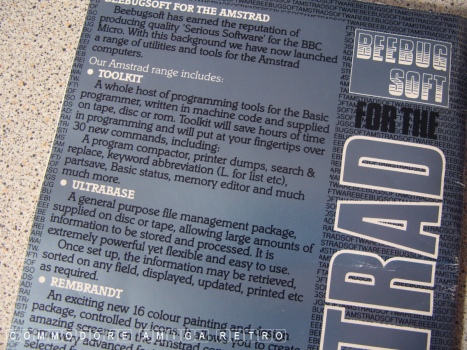 BEEBUGSOFT FOR THE AMSTRAD
Beebugsoft has earned the reputation of
producing quality 'Serious Software' for the BBC
Micro. With this background we have now launched
a range of utilities and tools for the Amstrad
computers.
Our Amstrad range includes:
• TOOLKIT
A whole host of programming tools for the Basic
programmer, written in machine code and supplied
on tape, disc or rom. Toolkit will save hours of time
in programming and will put at your fingertips over
30 new commands, including:
A program compactor, printer dumps, search &
replace, keyword abbreviation (L. for list etc),
partsave, Basic status, memory editor and much
much more.
• ULTRABASE
A general purpose file management package,
supplied on disc or tape, allowing large amounts of
information to be stored and processed. It is
extremely powerful yet flexible and easy to use.
Once set up, the information may be retrieved,
sorted on any field, displayed, updated, printed etc
as required.
• REMBRANDT
An exciting new 16 colour painting and design
package, controlled by
you to create
amazing
the Amstrad
BEEBUG
SOFT
FOR THE
TRAD
COMMODORE AMIGA RETRO